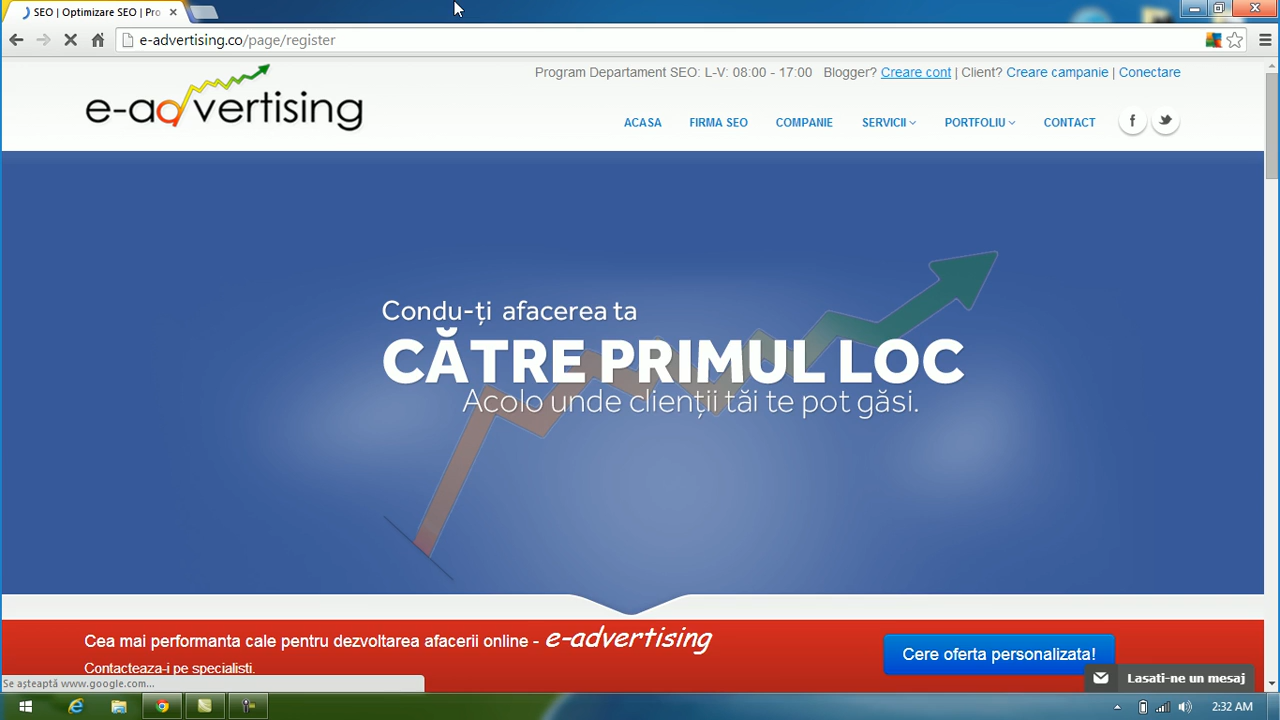 SEO | Optimizare SEO | Pro
e-advertising.co/page/register
Program Departament SEO: L-V: 08:00 - 17:00 Blogger? Creare cont | Client? Creare campanie | Conectare
e-advertising
ACASA FIRMA SEO COMPANIE SERVICII PORTFOLIU CONTACT
Condu-ți afacerea ta
CĂTRE PRIMUL LOC
Acolo unde clienții tăi te pot găsi.
Cea mai performanta cale pentru dezvoltarea afacerii online - e-advertising
Contacteaza-i pe specialisti.
Cere oferta personalizata!
Lasati-ne un mesaj
Se așteaptă www.google.com...
2:32 AM